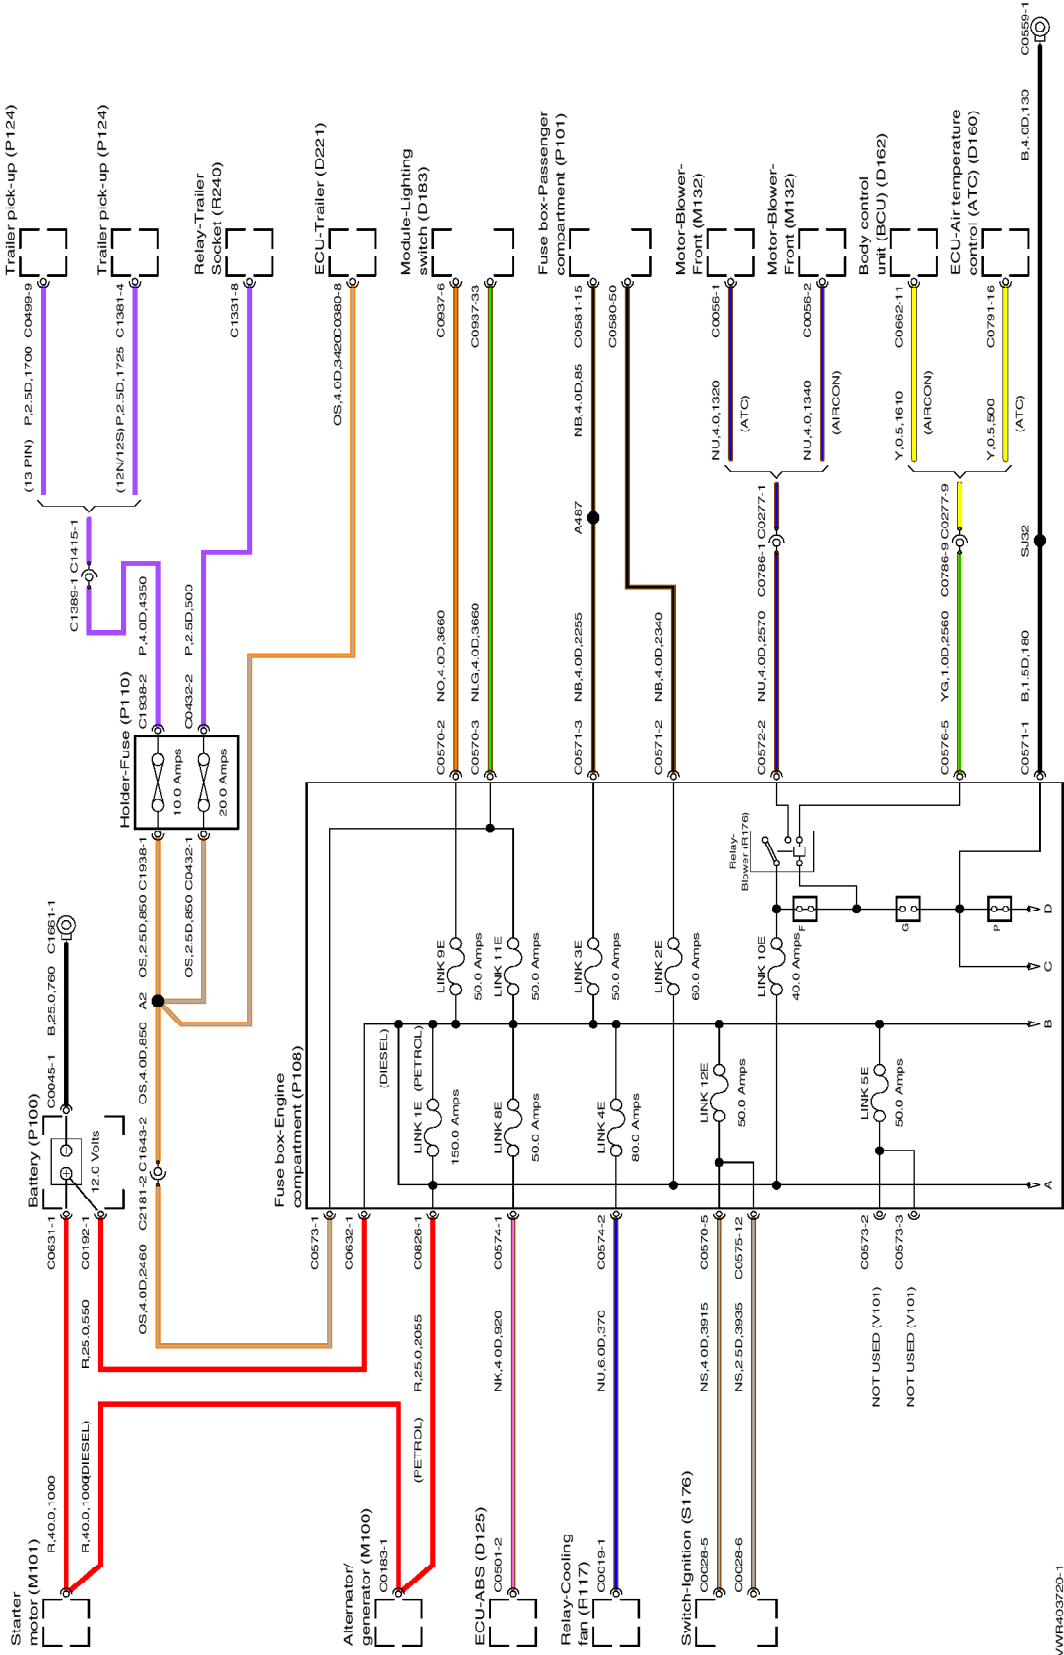 Trailer pick-up (P124)
C0499-9
P,2.5D,1700
(13 PIN)
Trailer pick-up (P124)
C1381-4
P,2.5D,1725
(12N/12S)
C1415-1
C1389-1
Relay-Trailer
Socket (R240)
C1331-8
P,4.0D,4350
P,2.5D,500
ECU-Trailer (D221)
C0380-8
OS,4.0D,3420
Module-Lighting
switch (D183)
C0937-6
C0937-33
NO,4.0D,3660
NLG,4.0D,3660
C0570-2
C0570-3
Fuse box-Passenger
compartment (P101)
C0581-15
C0580-50
NB,4.0D,85
A487
NB,4.0D,2255
NB,4.0D,2340
C0571-3
C0571-2
Motor-Blower-
Front (M132)
C0056-1
NU,4.0,1320
(ATC)
Motor-Blower-
Front (M132)
C0056-2
NU,4.0,1340
(AIRCON)
C0277-1
C0786-1
NU,4.0D,2570
C0572-2
Body control
unit (BCU) (D162)
C0662-11
Y,0.5,1610
(AIRCON)
ECU-Air temperature
control (ATC) (D160)
C0791-16
Y,0.5,500
(ATC)
C0277-9
C0786-9
YG,1.0D,2560
C0576-5
C0559-1
B,4.0D,130
SJ32
B,1.5D,180
C0571-1
Holder-Fuse (P110)
C1938-2
C0432-2
10.0 Amps
20.0 Amps
C1938-1
C0432-1
OS,2.5D,850
OS,2.5D,850
A2
OS,4.0D,850
C1643-2
C2181-2
OS,4.0D,2460
C1661-1
B,25.0,760
C0045-1
Battery (P100)
12.0 Volts
C0631-1
C0192-1
R,25.0,550
R,40.0,1000
R,40.0,1000
(DIESEL)
Starter
motor (M101)
Fuse box-Engine
compartment (P108)
LINK 9E
50.0 Amps
LINK 11E
50.0 Amps
LINK 3E
50.0 Amps
LINK 2E
60.0 Amps
LINK 10E
40.0 Amps
Relay-
Blower (R176)
F
G
P
D
C
B
A
(DIESEL)
(PETROL)
LINK 1E
150.0 Amps
LINK 8E
50.0 Amps
LINK 4E
80.0 Amps
LINK 12E
50.0 Amps
LINK 5E
50.0 Amps
C0573-1
C0632-1
C0826-1
C0574-1
C0574-2
C0570-5
C0575-12
C0573-2
C0573-3
R,25.0,2055
(PETROL)
NK,4.0D,920
NU,6.0D,370
NS,4.0D,3915
NS,2.5D,3935
NOT USED (V101)
NOT USED (V101)
Alternator/
generator (M100)
C0183-1
ECU-ABS (D125)
C0501-2
Relay-Cooling
fan (R117)
C0019-1
Switch-Ignition (S176)
C0028-5
C0028-6
VWR403720-1